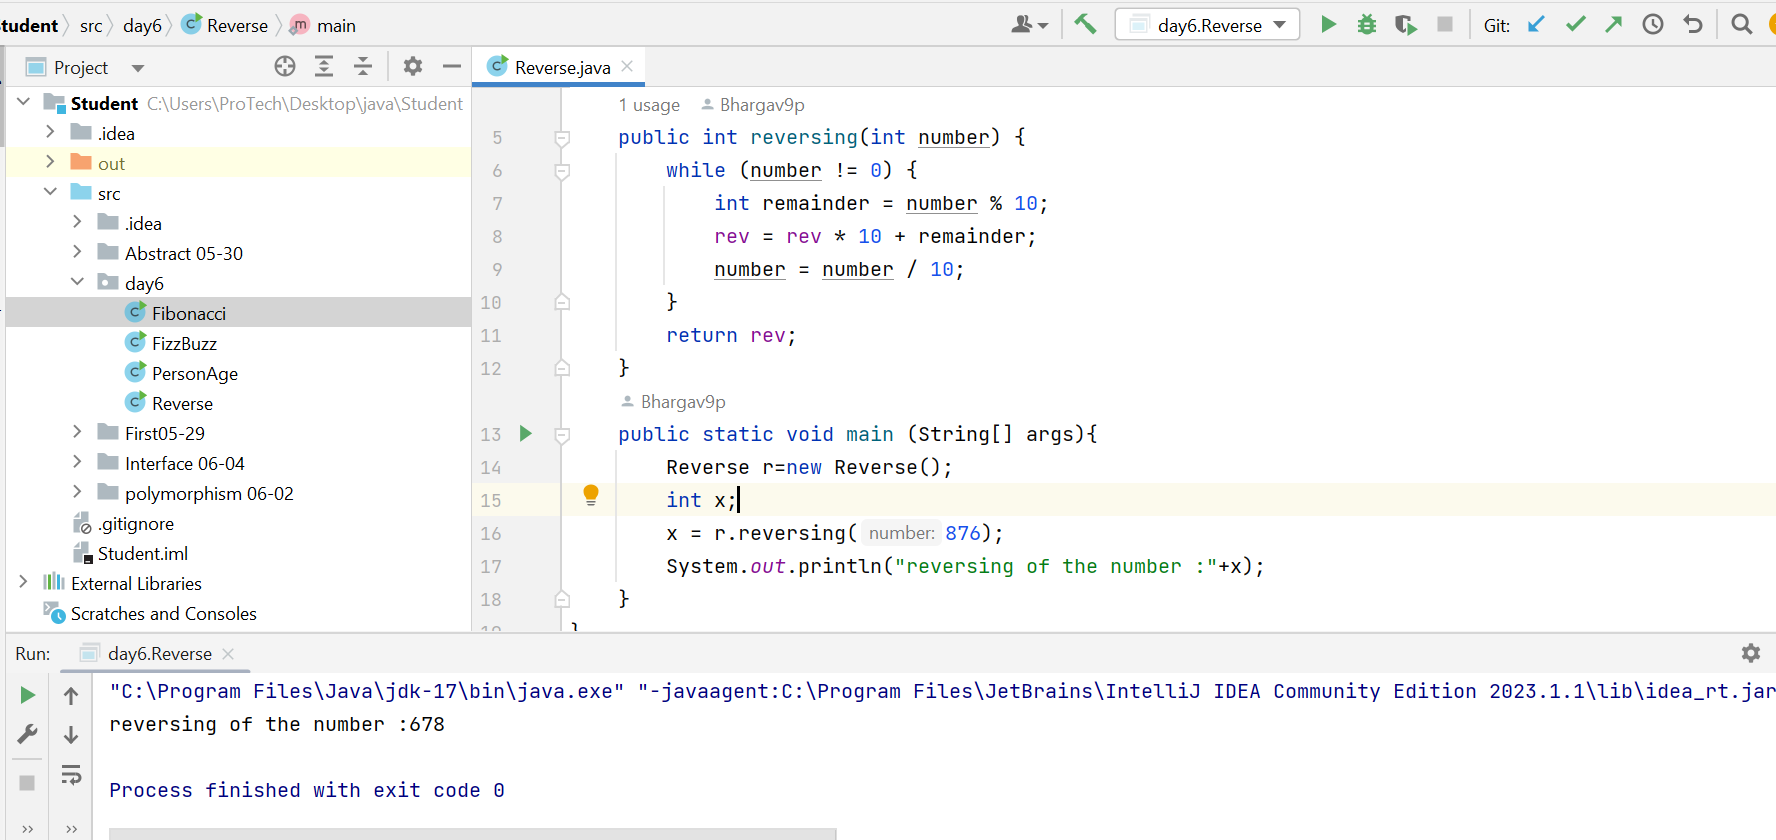 Student src day6 Reverse main
day6.Reverse Git:
Project
Reverse.java
Student C:\Users\ProTech\Desktop\java\Student
.idea
out
src
.idea
Abstract 05-30
day6
Fibonacci
FizzBuzz
PersonAge
Reverse
First05-29
Interface 06-04
polymorphism 06-02
.gitignore
Student.iml
External Libraries
Scratches and Consoles
1 usage Bhargav9p
5 public int reversing(int number) {
6 while (number != 0) {
7 int remainder = number % 10;
8 rev = rev * 10 + remainder;
9 number = number / 10;
10 }
11 return rev;
12 }
Bhargav9p
13 public static void main (String[] args){
14 Reverse r=new Reverse();
15 int x;
16 x = r.reversing( number: 876);
17 System.out.println("reversing of the number :"+x);
18 }
Run: day6.Reverse
"C:\Program Files\Java\jdk-17\bin\java.exe" "-javaagent:C:\Program Files\JetBrains\IntelliJ IDEA Community Edition 2023.1.1\lib\idea_rt.jar
reversing of the number :678
Process finished with exit code 0